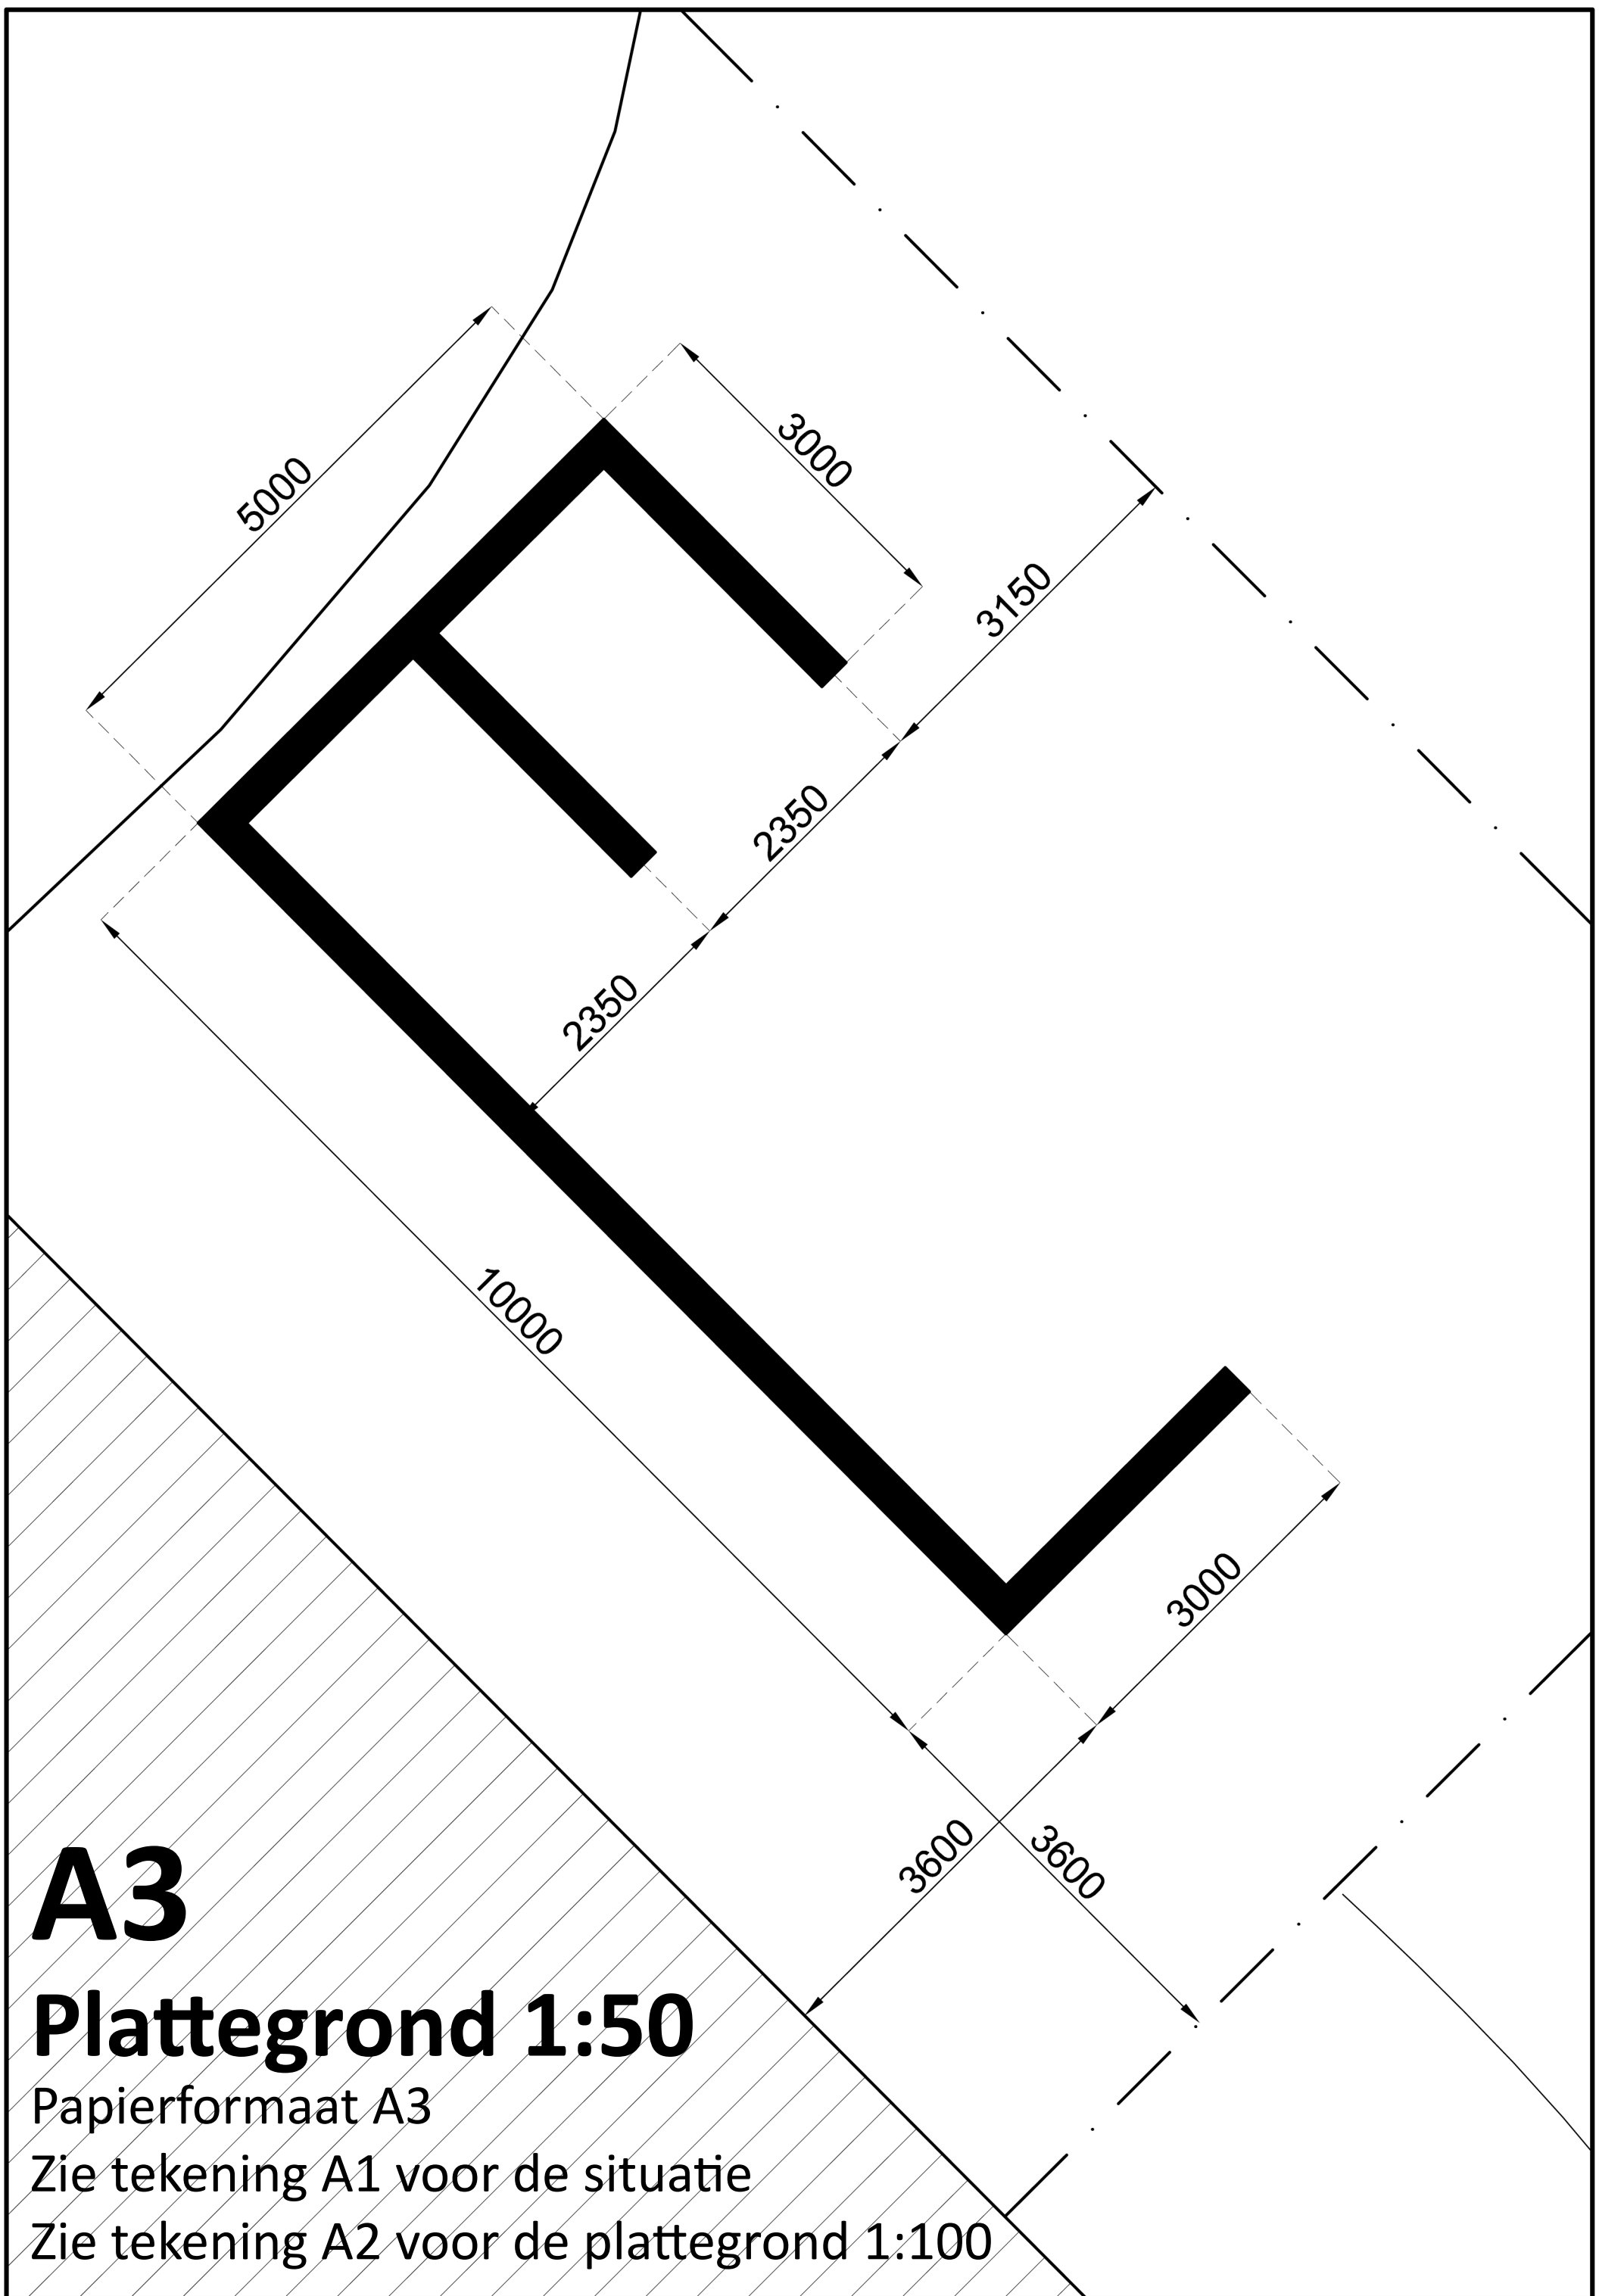 5000
3000
3150
2350
2350
10000
3000
3600
3600
A3
Plattegrond 1:50
Papierformaat A3
Zie tekening A1 voor de situatie
Zie tekening A2 voor de plattegrond 1:100